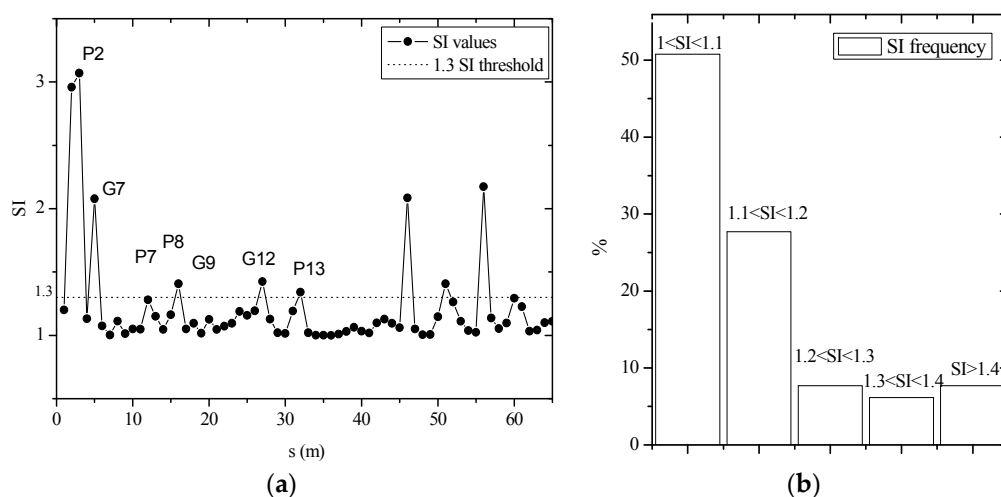 P2
SI values
1.3 SI threshold
3
G7
2
SI
P7
P8
G9
G12
P13
1.3
1
0
10
20
30
40
50
60
s (m)
(a)
1<SI<1.1
SI frequency
50
40
1.1<SI<1.2
30
%
20
10
1.2<SI<1.3
1.3<SI<1.4
SI>1.4
0
(b)